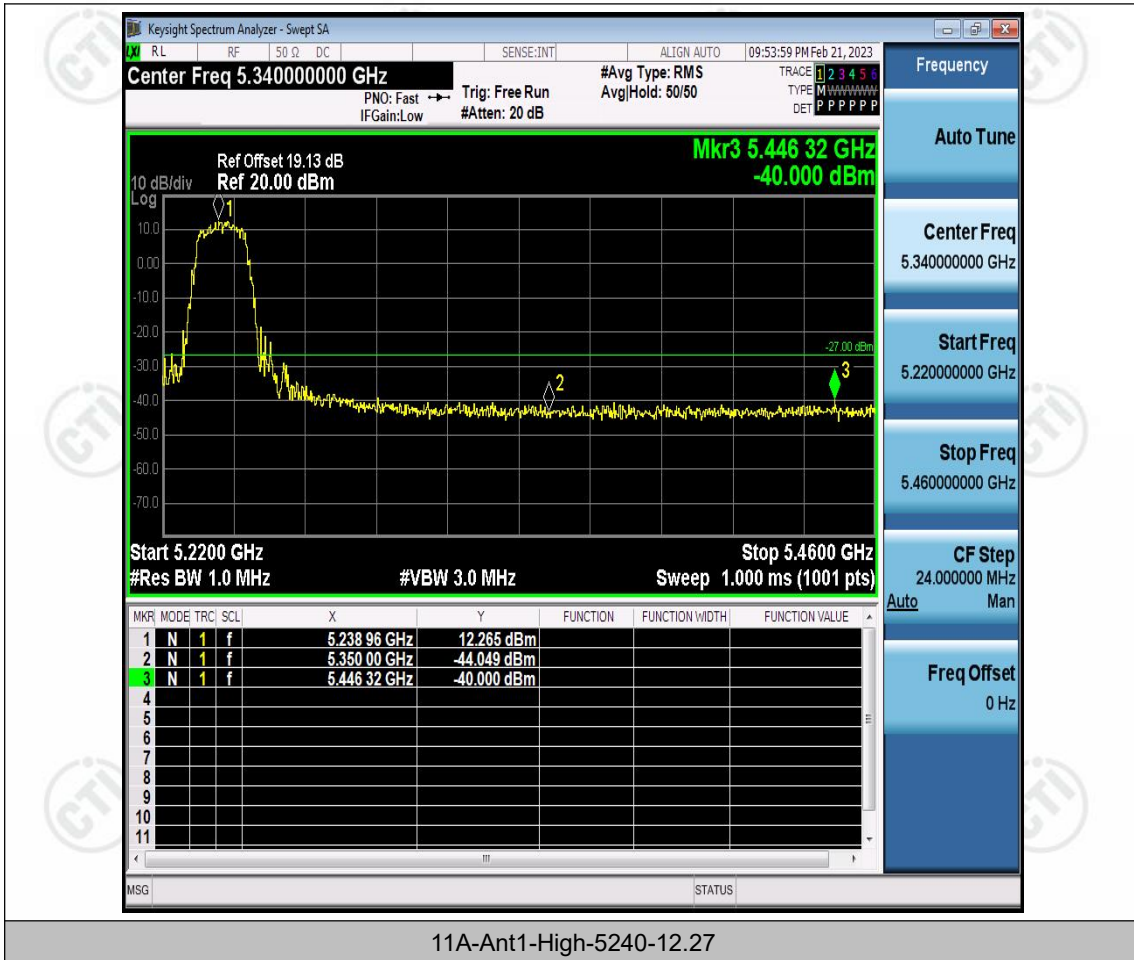 Keysight Spectrum Analyzer - Swept SA
LXI RL RF 50 Ω DC SENSE:INT ALIGN AUTO 09:53:59 PM Feb 21, 2023
Center Freq 5.340000000 GHz
PNO: Fast
IFGain:Low
Trig: Free Run
#Atten: 20 dB
#Avg Type: RMS
Avg|Hold: 50/50
TRACE 1 2 3 4 5 6
TYPE M WWWWW
DET P P P P P P
Mkr3 5.446 32 GHz
-40.000 dBm
Ref Offset 19.13 dB
10 dB/div Ref 20.00 dBm
Log
10.0
0.00
-10.0
-20.0
-30.0
-40.0
-50.0
-60.0
-70.0
1
2
3
-27.00 dBm
Start 5.2200 GHz Stop 5.4600 GHz
#Res BW 1.0 MHz #VBW 3.0 MHz Sweep 1.000 ms (1001 pts)
MKR MODE TRC SCL X Y FUNCTION FUNCTION WIDTH FUNCTION VALUE
1 N 1 f 5.238 96 GHz 12.265 dBm
2 N 1 f 5.350 00 GHz -44.049 dBm
3 N 1 f 5.446 32 GHz -40.000 dBm
4
5
6
7
8
9
10
11
MSG STATUS
Frequency
Auto Tune
Center Freq
5.340000000 GHz
Start Freq
5.220000000 GHz
Stop Freq
5.460000000 GHz
CF Step
24.000000 MHz
Auto Man
Freq Offset
0 Hz
CTI
CTI
CTI
CTI
CTI
CTI
11A-Ant1-High-5240-12.27